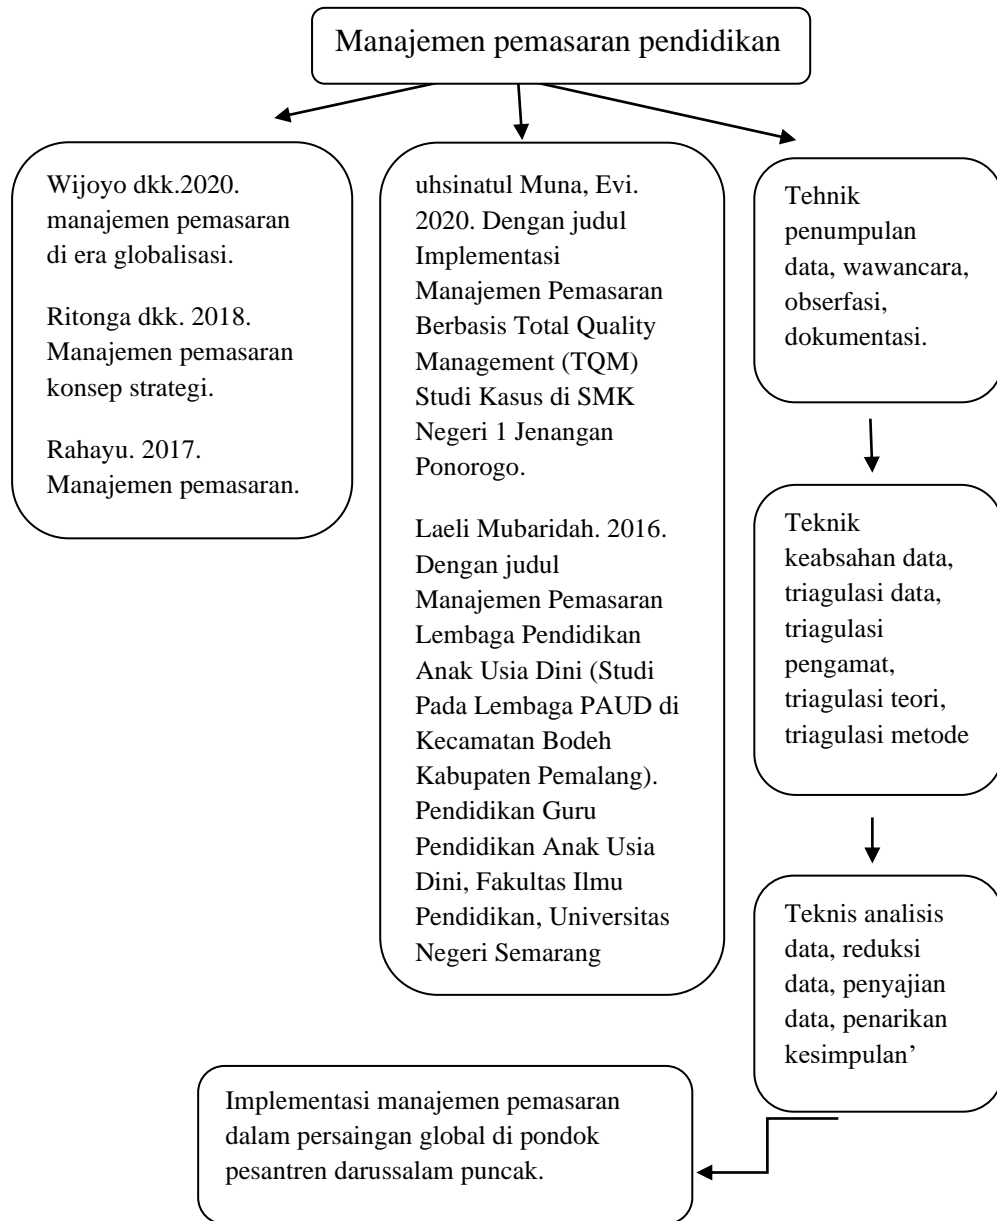 Manajemen pemasaran pendidikan
Wijoyo dkk.2020.
manajemen pemasaran
di era globalisasi.
Ritonga dkk. 2018.
Manajemen pemasaran
konsep strategi.
Rahayu. 2017.
Manajemen pemasaran.
uhsinatul Muna, Evi.
2020. Dengan judul
Implementasi
Manajemen Pemasaran
Berbasis Total Quality
Management (TQM)
Studi Kasus di SMK
Negeri 1 Jenangan
Ponorogo.
Laeli Mubaridah. 2016.
Dengan judul
Manajemen Pemasaran
Lembaga Pendidikan
Anak Usia Dini (Studi
Pada Lembaga PAUD di
Kecamatan Bodeh
Kabupaten Pemalang).
Pendidikan Guru
Pendidikan Anak Usia
Dini, Fakultas Ilmu
Pendidikan, Universitas
Negeri Semarang
Tehnik
penumpulan
data, wawancara,
obserfasi,
dokumentasi.
Teknik
keabsahan data,
triagulasi data,
triagulasi
pengamat,
triagulasi teori,
triagulasi metode
Teknis analisis
data, reduksi
data, penyajian
data, penarikan
kesimpulan’
Implementasi manajemen pemasaran
dalam persaingan global di pondok
pesantren darussalam puncak.